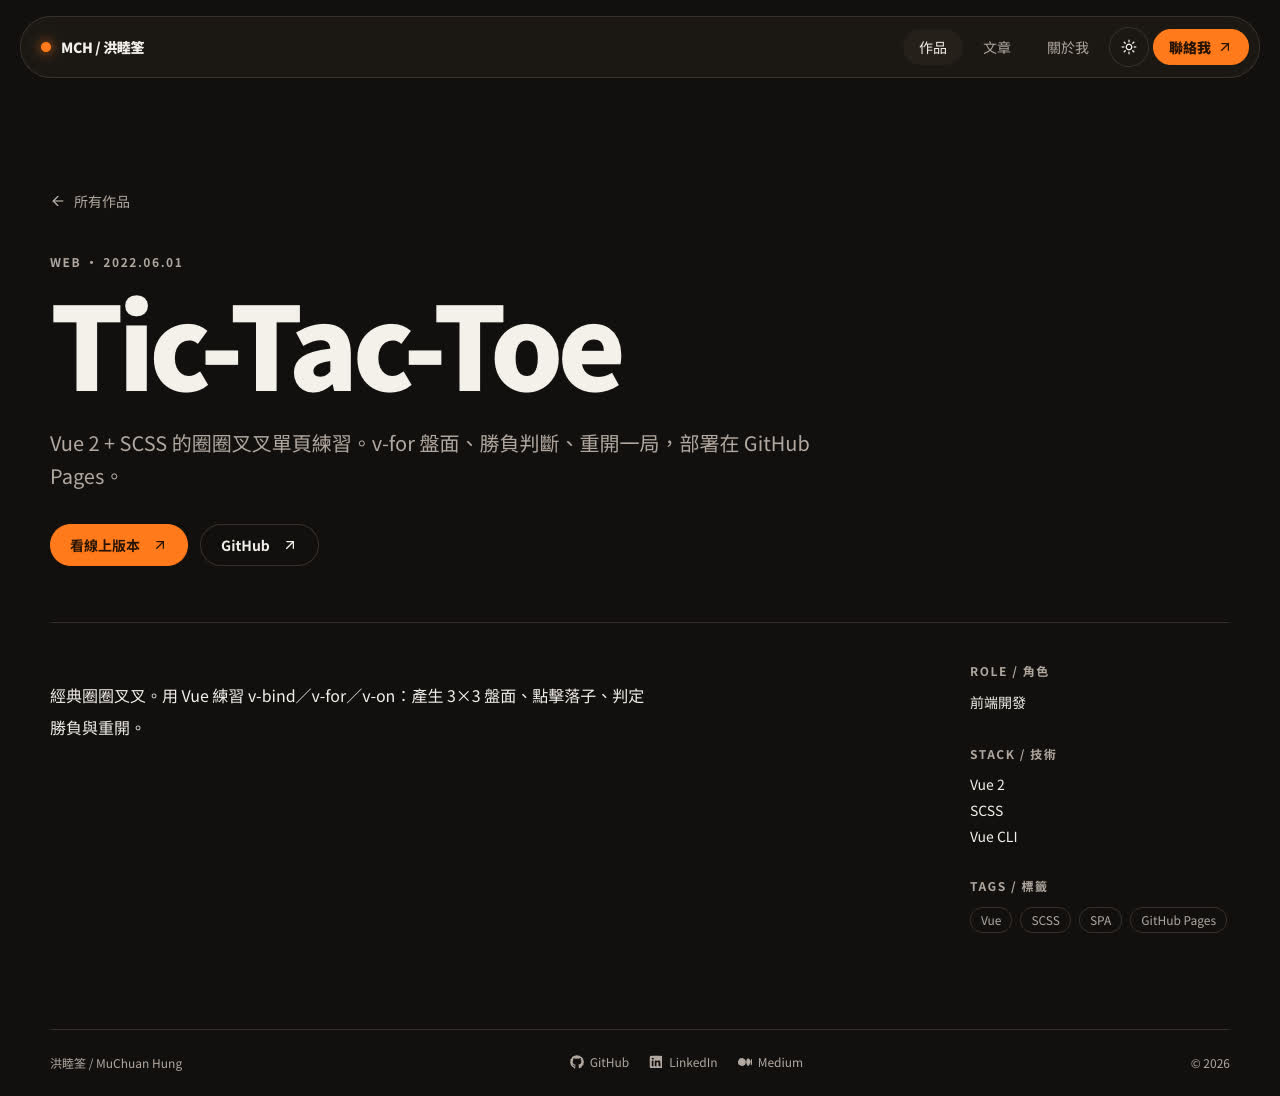 MCH / 洪睦筌
作品
文章
關於我
聯絡我
所有作品
WEB • 2022.06.01
Tic-Tac-Toe
Vue 2 + SCSS 的圈圈叉叉單頁練習。v-for 盤面、勝負判斷、重開一局，部署在 GitHub
Pages。
看線上版本
GitHub
經典圈圈叉叉。用 Vue 練習 v-bind／v-for／v-on：產生 3×3 盤面、點擊落子、判定
勝負與重開。
ROLE / 角色
前端開發
STACK / 技術
Vue 2
SCSS
Vue CLI
TAGS / 標籤
Vue
SCSS
SPA
GitHub Pages
洪睦筌 / MuChuan Hung
GitHub
LinkedIn
Medium
© 2026